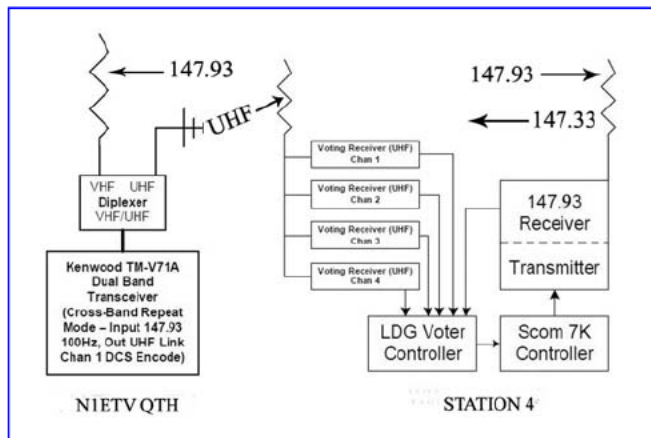 147.93
UHF
VHF UHF
Diplexer
VHF/UHF
Kenwood TM-V71A
Dual Band
Transceiver
(Cross-Band Repeat
Mode – Input 147.93
100Hz, Out UHF Link
Chan 1 DCS Encode)
N1ETV QTH
Voting Receiver (UHF)
Chan 1
Voting Receiver (UHF)
Chan 2
Voting Receiver (UHF)
Chan 3
Voting Receiver (UHF)
Chan 4
147.93
147.33
147.93
Receiver
Transmitter
LDG Voter
Controller
Scom 7K
Controller
STATION 4